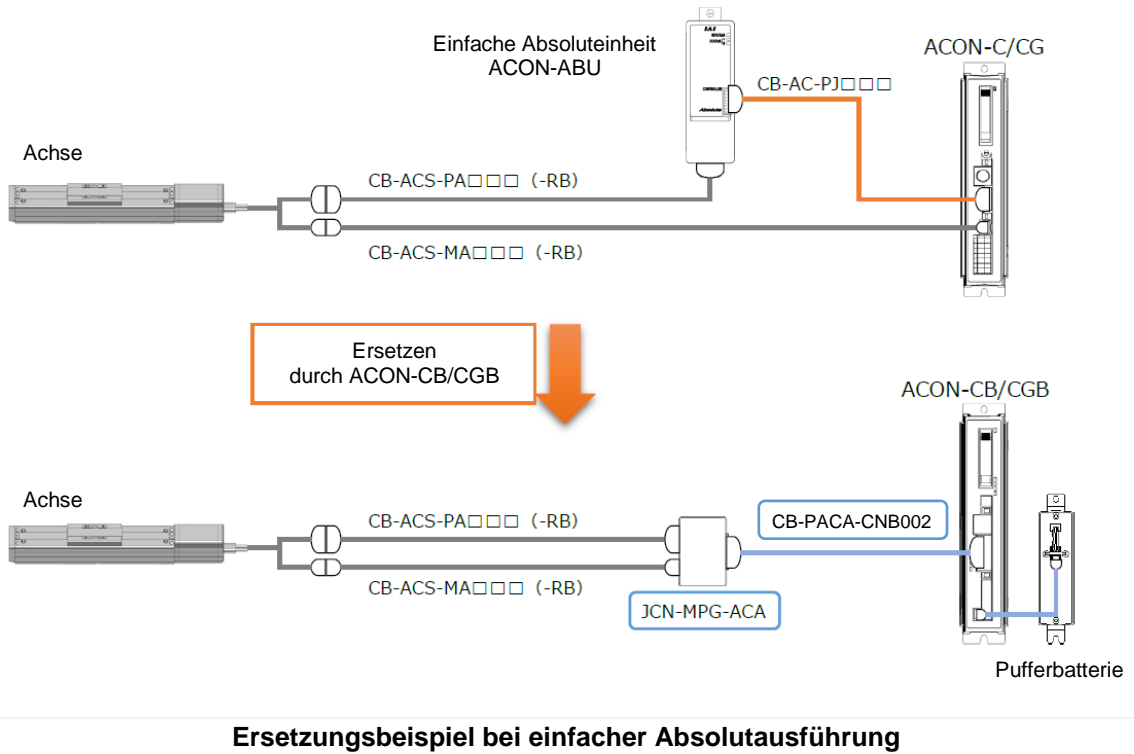 Einfache Absoluteinheit
ACON-ABU
ACON-C/CG
CB-AC-PJ□□□
Achse
CB-ACS-PA□□□ (-RB)
CB-ACS-MA□□□ (-RB)
Ersetzen
durch ACON-CB/CGB
ACON-CB/CGB
Achse
CB-ACS-PA□□□ (-RB)
CB-PACA-CNB002
CB-ACS-MA□□□ (-RB)
JCN-MPG-ACA
Pufferbatterie
Ersetzungsbeispiel bei einfacher Absolutausführung